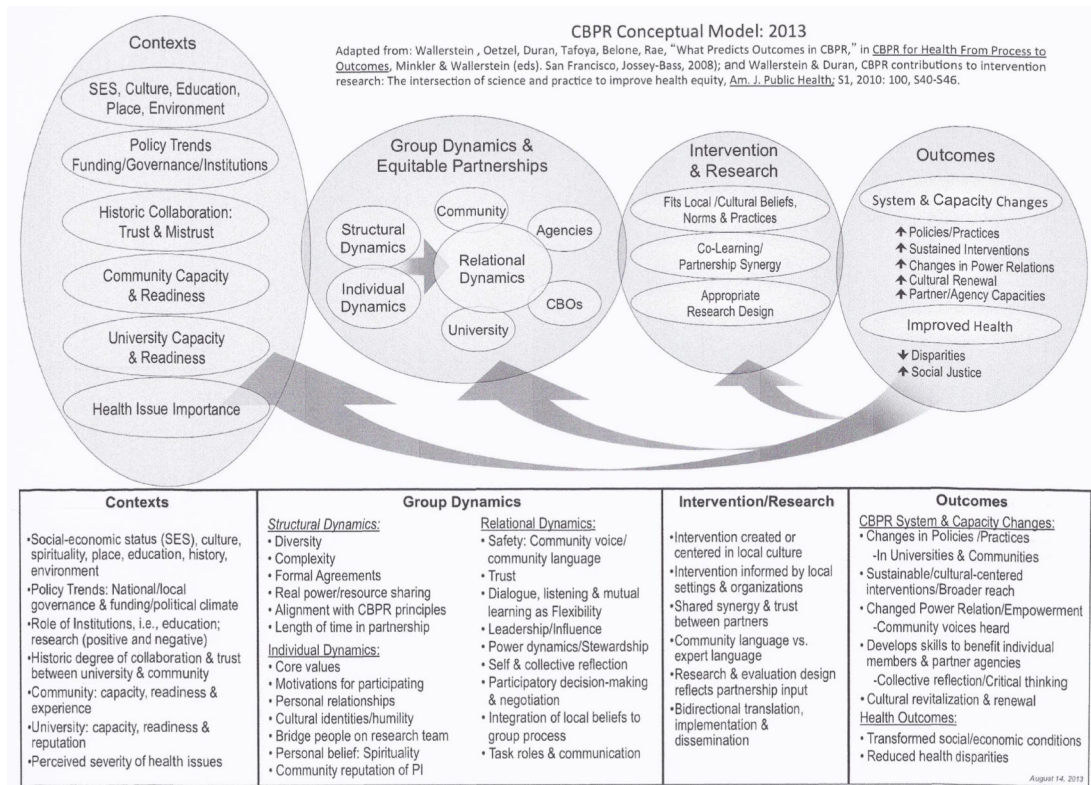 CBPR Conceptual Model: 2013
Adapted from: Wallerstein , Oetzel, Duran, Tafoya, Belone, Rae, "What Predicts Outcomes in CBPR," in CBPR for Health From Process to
Outcomes, Minkler & Wallerstein (eds). San Francisco, Jossey-Bass, 2008); and Wallerstein & Duran, CBPR contributions to intervention
research: The intersection of science and practice to improve health equity, Am. J. Public Health; S1, 2010: 100, S40-S46.
Contexts
SES, Culture, Education,
Place, Environment
Policy Trends
Funding/Governance/Institutions
Historic Collaboration:
Trust & Mistrust
Community Capacity
& Readiness
University Capacity
& Readiness
Health Issue Importance
Group Dynamics &
Equitable Partnerships
Structural
Dynamics
Individual
Dynamics
Community
Agencies
Relational
Dynamics
CBOs
University
Intervention
& Research
Fits Local /Cultural Beliefs,
Norms & Practices
Co-Learning/
Partnership Synergy
Appropriate
Research Design
Outcomes
System & Capacity Changes
Policies/Practices
Sustained Interventions
Changes in Power Relations
Cultural Renewal
Partner/Agency Capacities
Improved Health
Disparities
Social Justice
Contexts
•Social-economic status (SES), culture,
spirituality, place, education, history,
environment
•Policy Trends: National/local
governance & funding/political climate
•Role of Institutions, i.e., education;
research (positive and negative)
•Historic degree of collaboration & trust
between university & community
•Community: capacity, readiness &
experience
•University: capacity, readiness &
reputation
•Perceived severity of health issues
Group Dynamics
Structural Dynamics:
• Diversity
• Complexity
• Formal Agreements
• Real power/resource sharing
• Alignment with CBPR principles
• Length of time in partnership
Individual Dynamics:
• Core values
• Motivations for participating
• Personal relationships
• Cultural identities/humility
• Bridge people on research team
• Personal belief: Spirituality
• Community reputation of PI
Relational Dynamics:
• Safety: Community voice/
community language
• Trust
• Dialogue, listening & mutual
learning as Flexibility
• Leadership/Influence
• Power dynamics/Stewardship
• Self & collective reflection
• Participatory decision-making
& negotiation
• Integration of local beliefs to
group process
• Task roles & communication
Intervention/Research
•Intervention created or
centered in local culture
•Intervention informed by local
settings & organizations
•Shared synergy & trust
between partners
•Community language vs.
expert language
•Research & evaluation design
reflects partnership input
•Bidirectional translation,
implementation &
dissemination
Outcomes
CBPR System & Capacity Changes:
• Changes in Policies /Practices
-In Universities & Communities
• Sustainable/cultural-centered
interventions/Broader reach
• Changed Power Relation/Empowerment
-Community voices heard
• Develops skills to benefit individual
members & partner agencies
-Collective reflection/Critical thinking
• Cultural revitalization & renewal
Health Outcomes:
• Transformed social/economic conditions
• Reduced health disparities
August 14, 2013